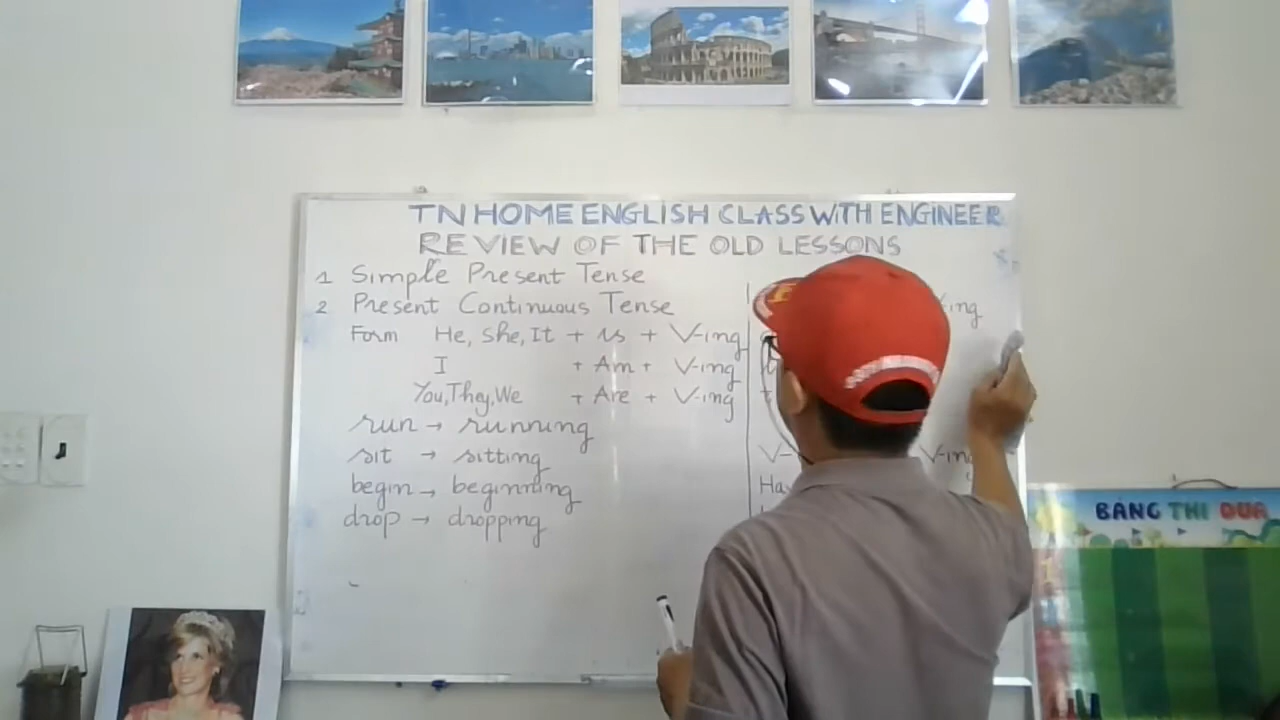 TN HOME ENGLISH CLASS WITH ENGINEER
REVIEW OF THE OLD LESSONS
1 Simple Present Tense
2 Present Continuous Tense
Form He, She, It + is + V-ing
I + Am + V-ing
You, They, We + Are + V-ing
run → running
sit → sitting
begin → beginning
drop → dropping
V-ing
BẢNG THI ĐUA